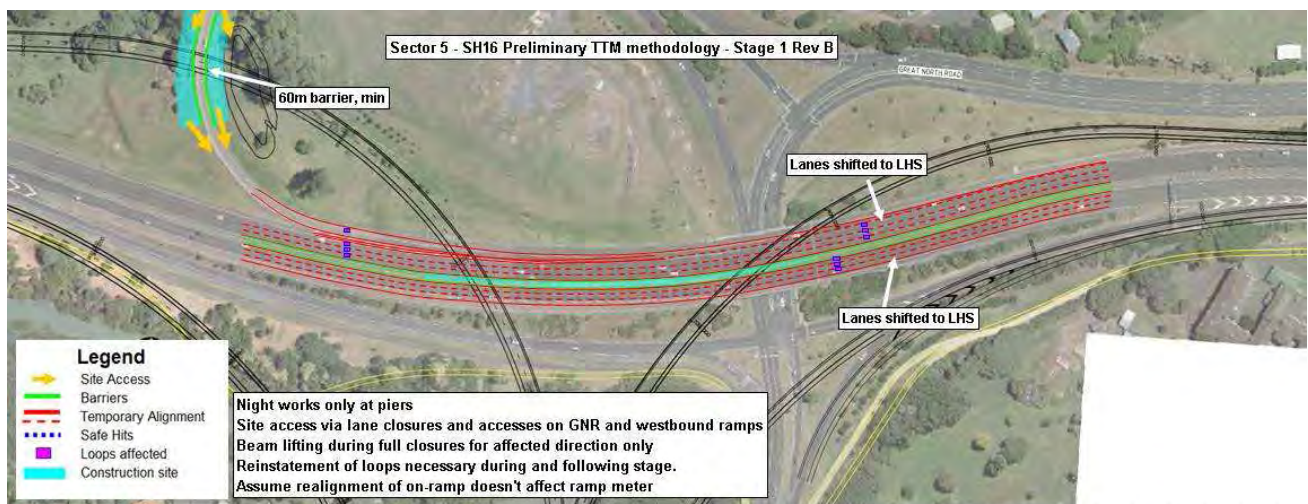 Sector 5 - SH16 Preliminary TTM methodology - Stage 1 Rev B
GREAT NORTH ROAD
60m barrier, min
Lanes shifted to LHS
Lanes shifted to LHS
Legend
Site Access
Barriers
Temporary Alignment
Safe Hits
Loops affected
Construction site
Night works only at piers
Site access via lane closures and accesses on GNR and westbound ramps
Beam lifting during full closures for affected direction only
Reinstatement of loops necessary during and following stage.
Assume realignment of on-ramp doesn't affect ramp meter